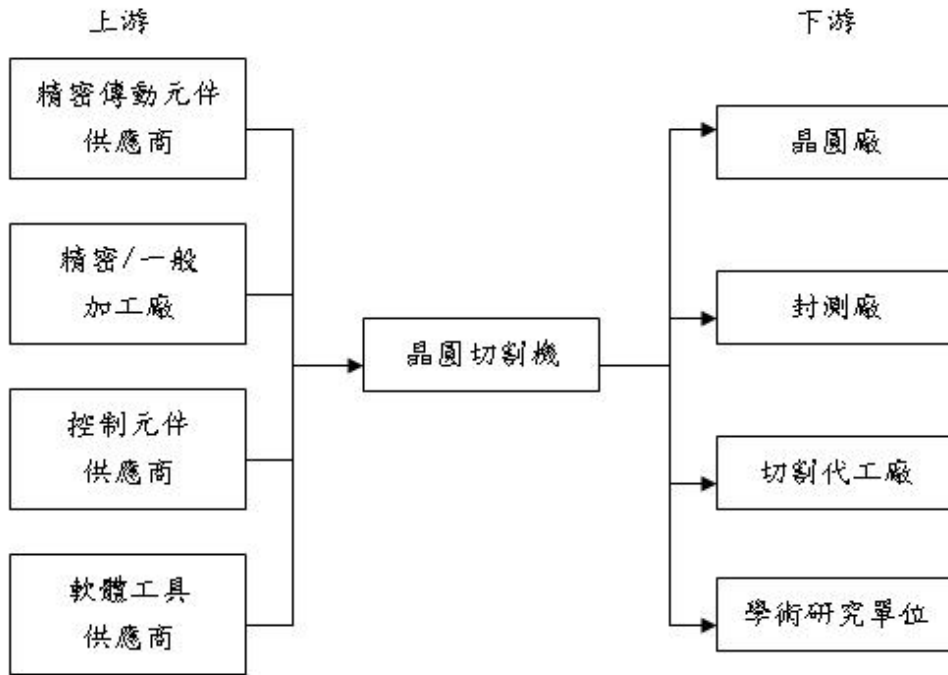 上游
下游
精密傳動元件
供應商
精密/一般
加工廠
控制元件
供應商
軟體工具
供應商
晶圓切割機
晶圓廠
封測廠
切割代工廠
學術研究單位